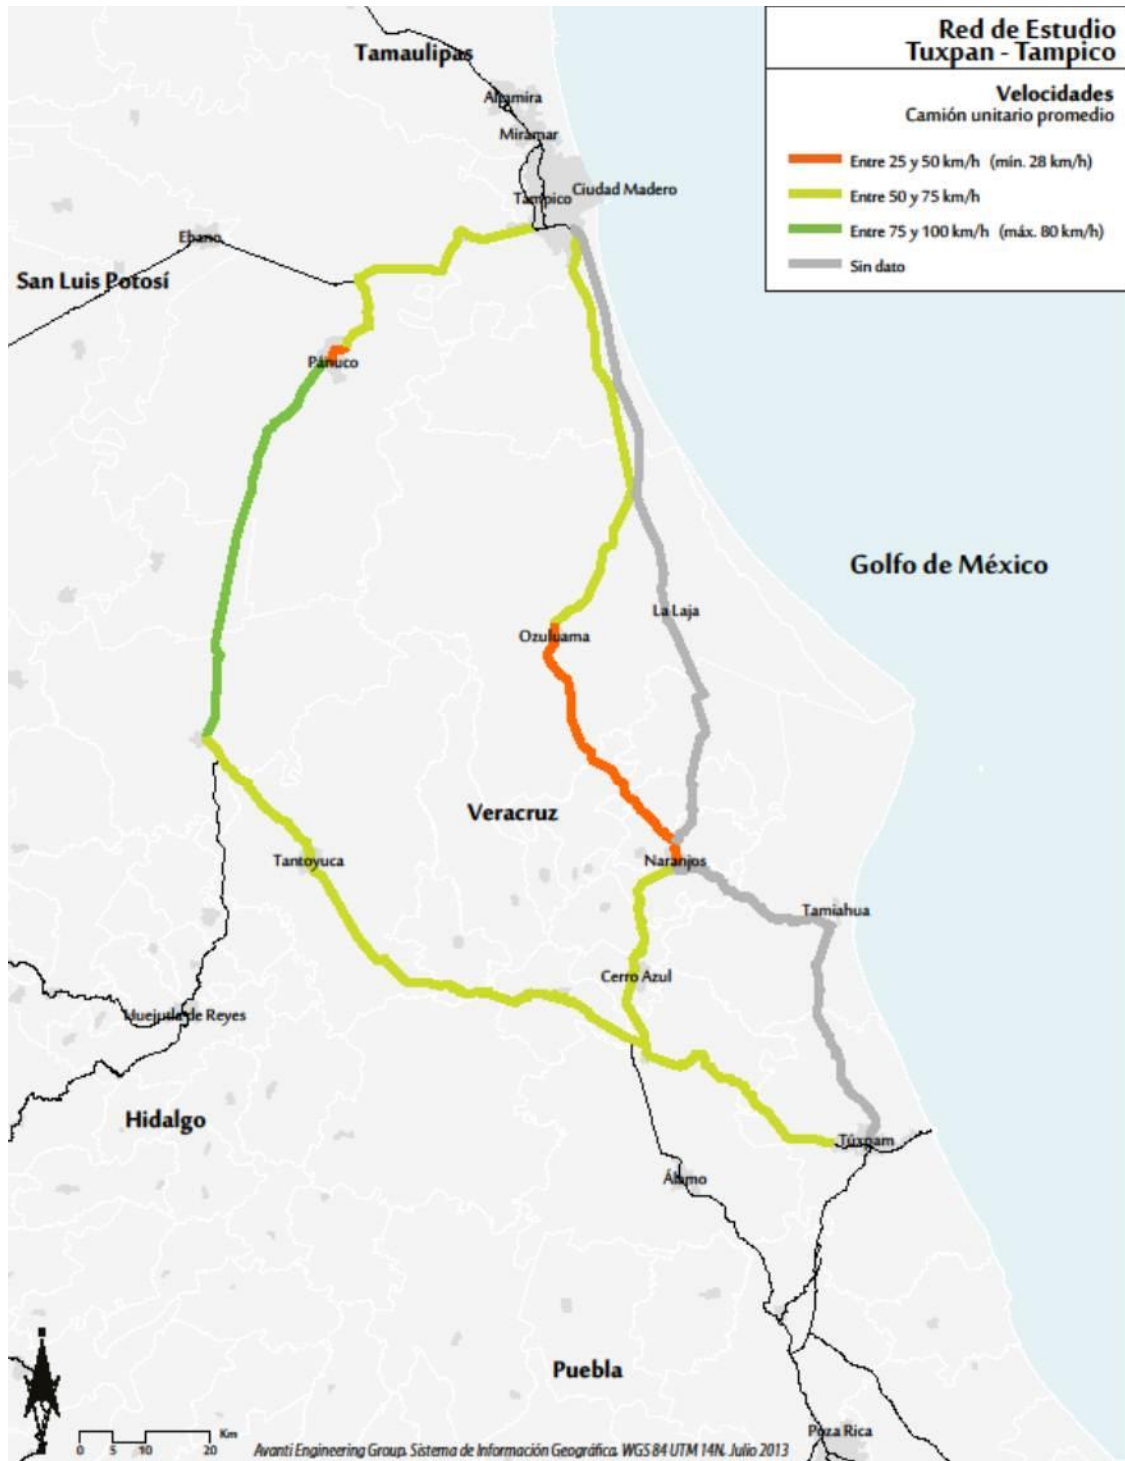 Red de Estudio
Tuxpan - Tampico
Velocidades
Camión unitario promedio
Entre 25 y 50 km/h (mín. 28 km/h)
Entre 50 y 75 km/h
Entre 75 y 100 km/h (máx. 80 km/h)
Sin dato
Tamaulipas
Altamira
Miramar
Tampico
Ciudad Madero
Ebano
San Luis Potosí
Pánuco
Golfo de México
La Laja
Ozuluama
Veracruz
Tantoyuca
Naranjos
Tamiahua
Cerro Azul
Huejutla de Reyes
Hidalgo
Túxpam
Álamo
Puebla
Poza Rica
Km
0 5 10 20
Avanti Engineering Group. Sistema de Información Geográfica. WGS 84 UTM 14N. Julio 2013